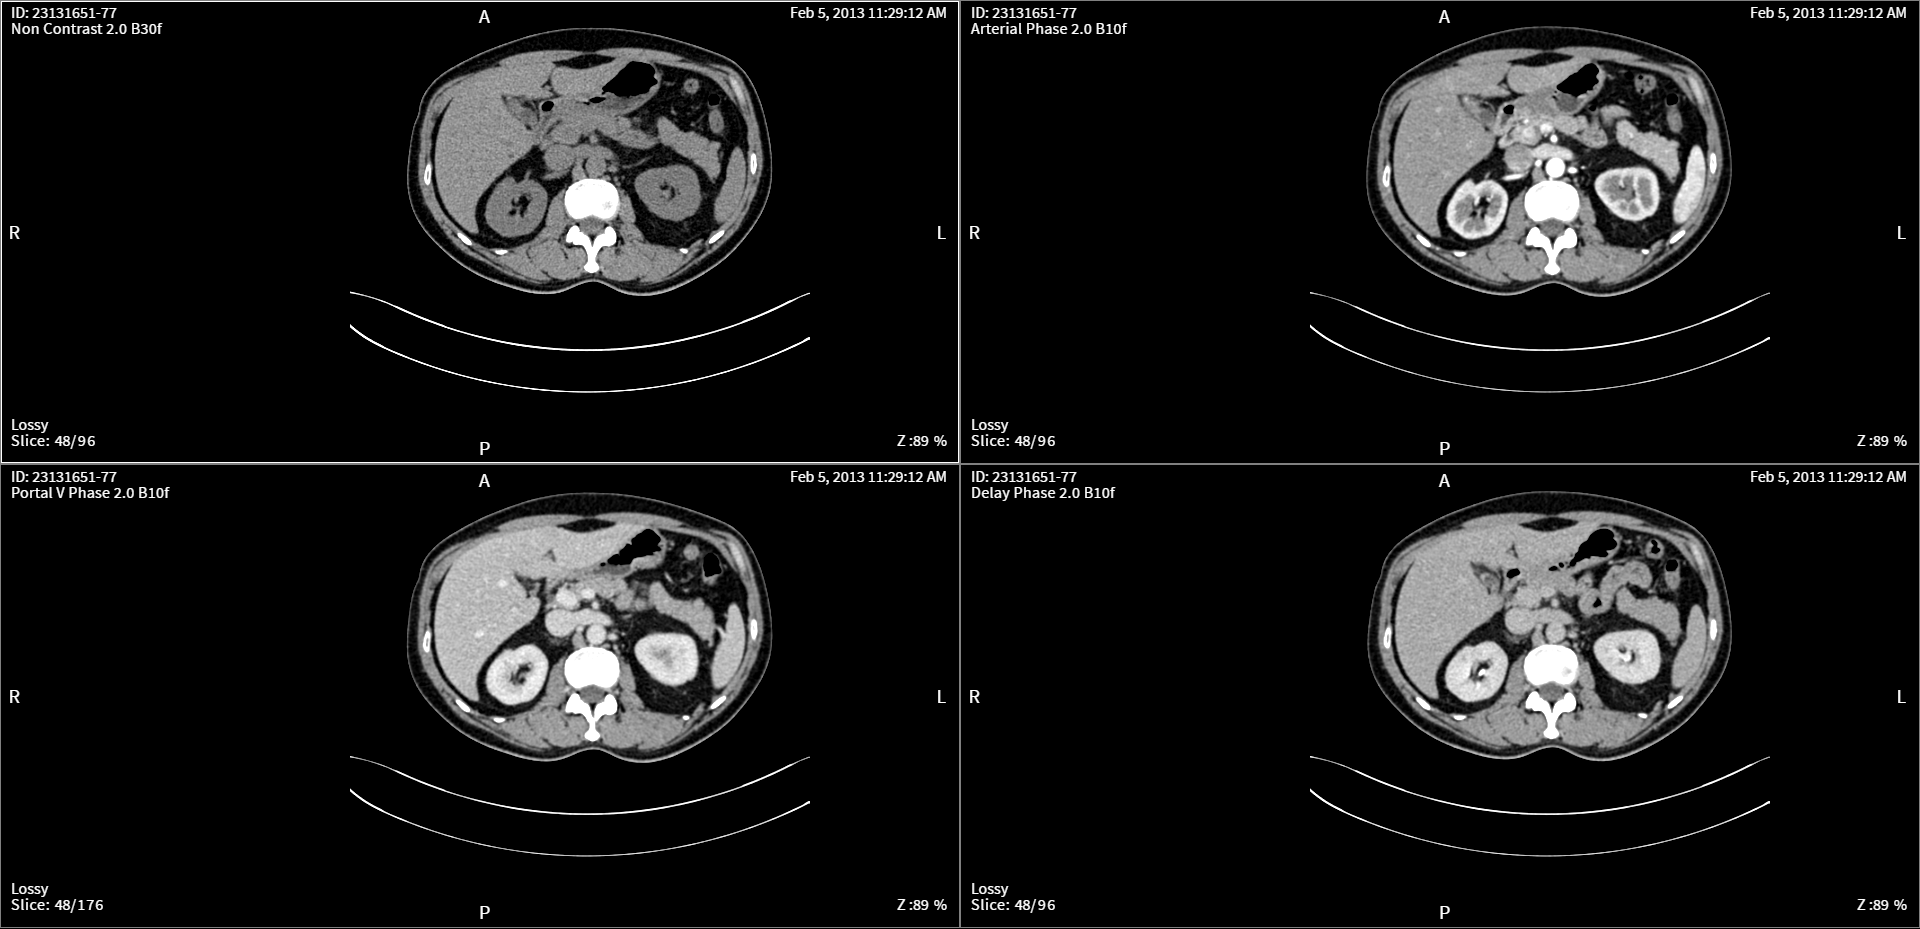 ID: 23131651-77
Non Contrast 2.0 B30f
A
Feb 5, 2013 11:29:12 AM
R
L
Lossy
Slice: 48/96
P
Z :89 %
ID: 23131651-77
Arterial Phase 2.0 B10f
A
Feb 5, 2013 11:29:12 AM
R
L
Lossy
Slice: 48/96
P
Z :89 %
ID: 23131651-77
Portal V Phase 2.0 B10f
A
Feb 5, 2013 11:29:12 AM
R
L
Lossy
Slice: 48/176
P
Z :89 %
ID: 23131651-77
Delay Phase 2.0 B10f
A
Feb 5, 2013 11:29:12 AM
R
L
Lossy
Slice: 48/96
P
Z :89 %